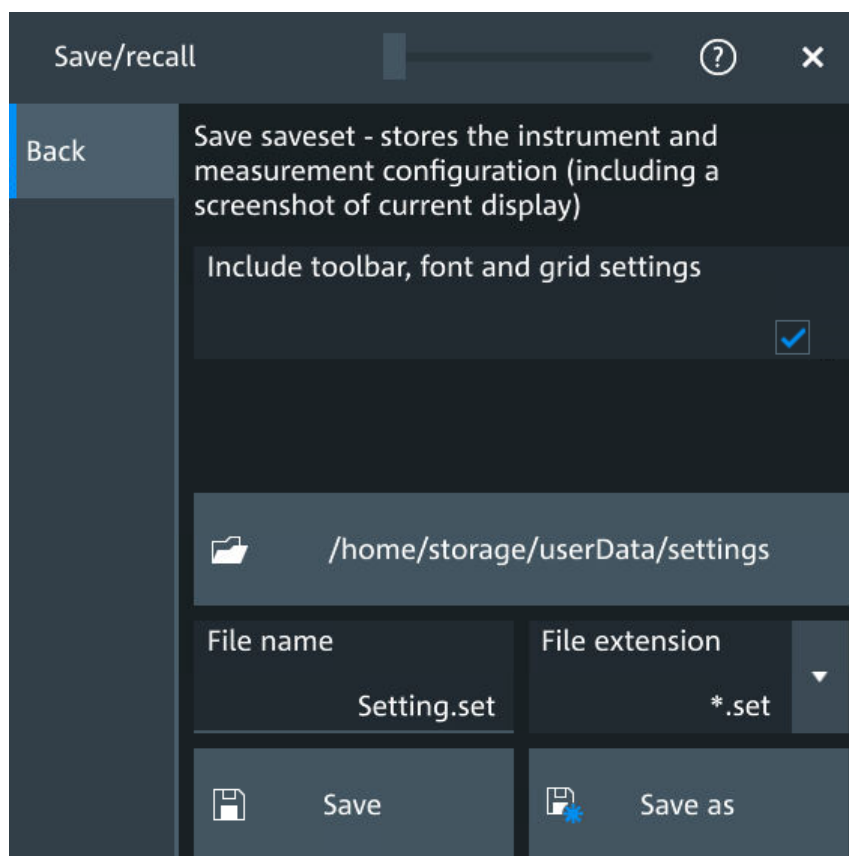 Save/recall
Back
Save saveset - stores the instrument and
measurement configuration (including a
screenshot of current display)
Include toolbar, font and grid settings
/home/storage/userData/settings
File name
Setting.set
File extension
*.set
Save
Save as